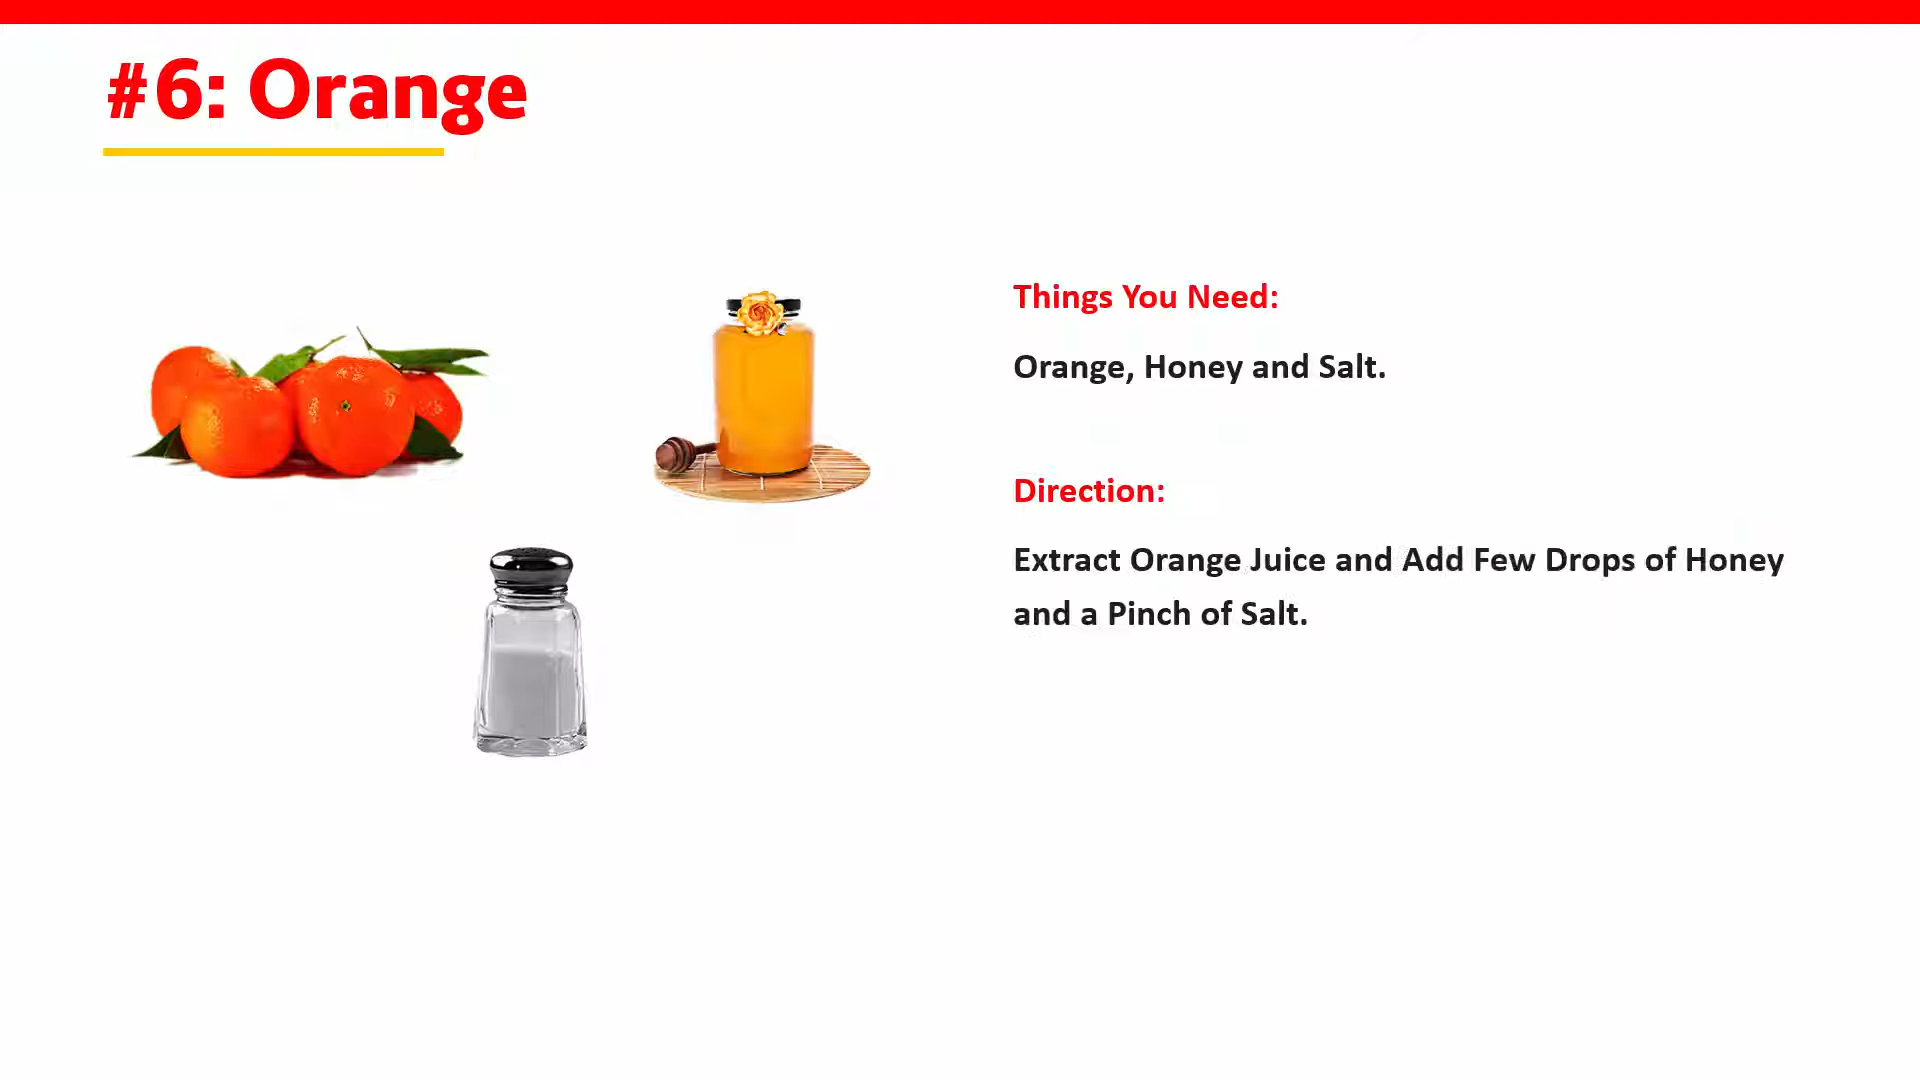 #6: Orange
Things You Need:
Orange, Honey and Salt.
Direction:
Extract Orange Juice and Add Few Drops of Honey
and a Pinch of Salt.